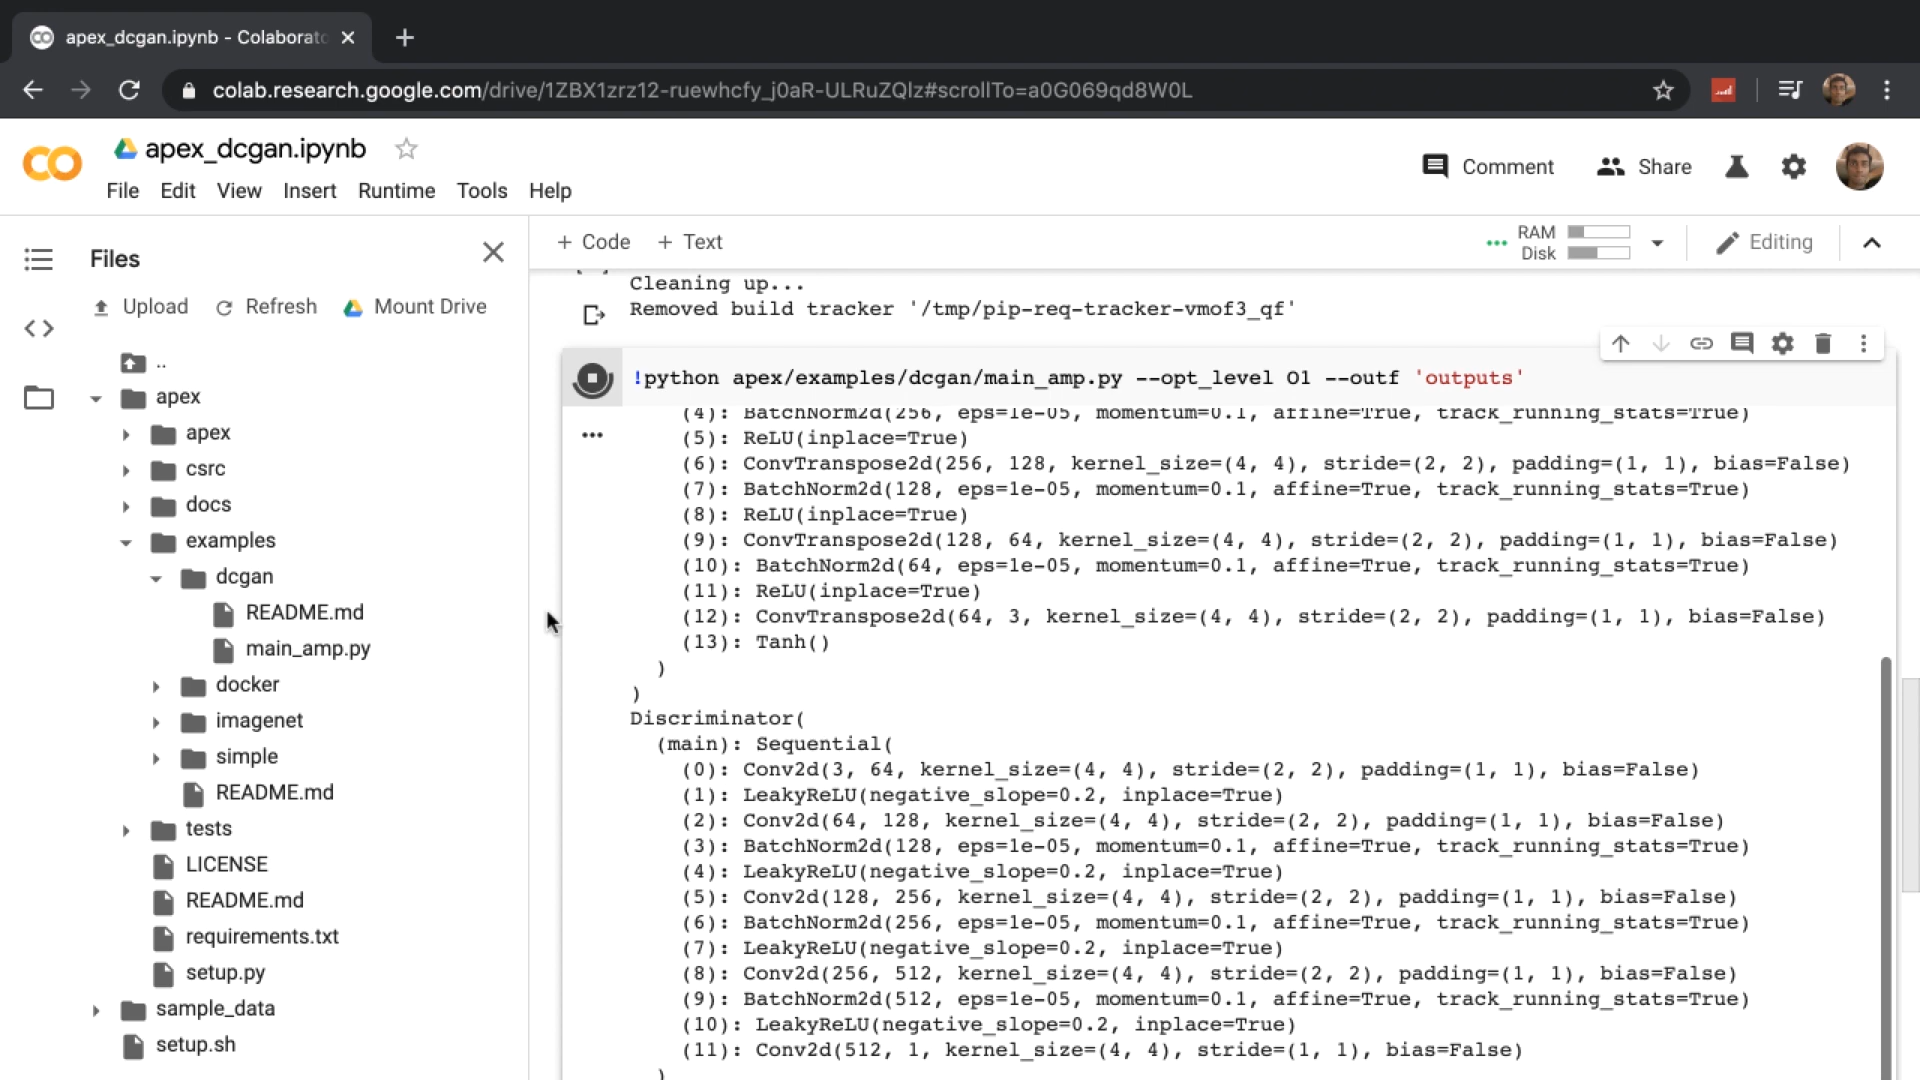 apex_dcgan.ipynb - Colaborato
colab.research.google.com/drive/1ZBX1zrz12-ruewhcfy_j0aR-ULRuZQIz#scrollTo=a0G069qd8W0L
apex_dcgan.ipynb
File Edit View Insert Runtime Tools Help
Comment Share
Files
Upload Refresh Mount Drive
..
apex
apex
csrc
docs
examples
dcgan
README.md
main_amp.py
docker
imagenet
simple
README.md
tests
LICENSE
README.md
requirements.txt
setup.py
sample_data
setup.sh
+ Code + Text
RAM
Disk
Editing
Cleaning up...
Removed build tracker '/tmp/pip-req-tracker-vmof3_qf'
!python apex/examples/dcgan/main_amp.py --opt_level O1 --outf 'outputs'
(4): BatchNorm2d(256, eps=1e-05, momentum=0.1, affine=True, track_running_stats=True)
(5): ReLU(inplace=True)
(6): ConvTranspose2d(256, 128, kernel_size=(4, 4), stride=(2, 2), padding=(1, 1), bias=False)
(7): BatchNorm2d(128, eps=1e-05, momentum=0.1, affine=True, track_running_stats=True)
(8): ReLU(inplace=True)
(9): ConvTranspose2d(128, 64, kernel_size=(4, 4), stride=(2, 2), padding=(1, 1), bias=False)
(10): BatchNorm2d(64, eps=1e-05, momentum=0.1, affine=True, track_running_stats=True)
(11): ReLU(inplace=True)
(12): ConvTranspose2d(64, 3, kernel_size=(4, 4), stride=(2, 2), padding=(1, 1), bias=False)
(13): Tanh()
)
)
Discriminator(
(main): Sequential(
(0): Conv2d(3, 64, kernel_size=(4, 4), stride=(2, 2), padding=(1, 1), bias=False)
(1): LeakyReLU(negative_slope=0.2, inplace=True)
(2): Conv2d(64, 128, kernel_size=(4, 4), stride=(2, 2), padding=(1, 1), bias=False)
(3): BatchNorm2d(128, eps=1e-05, momentum=0.1, affine=True, track_running_stats=True)
(4): LeakyReLU(negative_slope=0.2, inplace=True)
(5): Conv2d(128, 256, kernel_size=(4, 4), stride=(2, 2), padding=(1, 1), bias=False)
(6): BatchNorm2d(256, eps=1e-05, momentum=0.1, affine=True, track_running_stats=True)
(7): LeakyReLU(negative_slope=0.2, inplace=True)
(8): Conv2d(256, 512, kernel_size=(4, 4), stride=(2, 2), padding=(1, 1), bias=False)
(9): BatchNorm2d(512, eps=1e-05, momentum=0.1, affine=True, track_running_stats=True)
(10): LeakyReLU(negative_slope=0.2, inplace=True)
(11): Conv2d(512, 1, kernel_size=(4, 4), stride=(1, 1), bias=False)
)